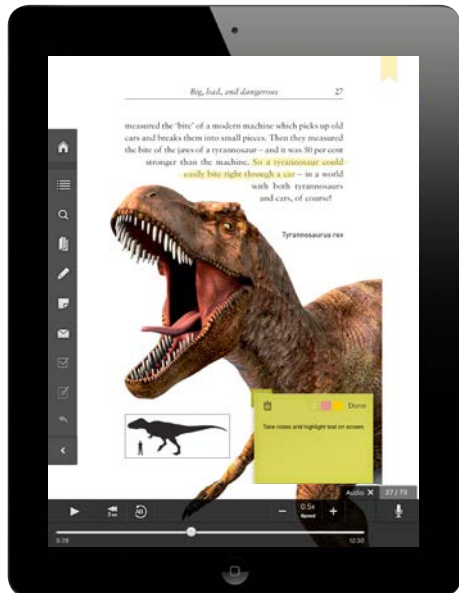 Big, bad, and dangerous 27
measured the 'bite' of a modern machine which picks up old
cars and breaks them into small pieces. Then they measured
the bite of the jaws of a tyrannosaur – and it was 50 per cent
stronger than the machine. So a tyrannosaur could
easily bite right through a car – in a world
with both tyrannosaurs
and cars, of course!
Tyrannosaurus rex
Done
Take notes and highlight text on screen
Audio X 37 / 73
5 sec AB − 0.5x +
Speed
5:29 12:30